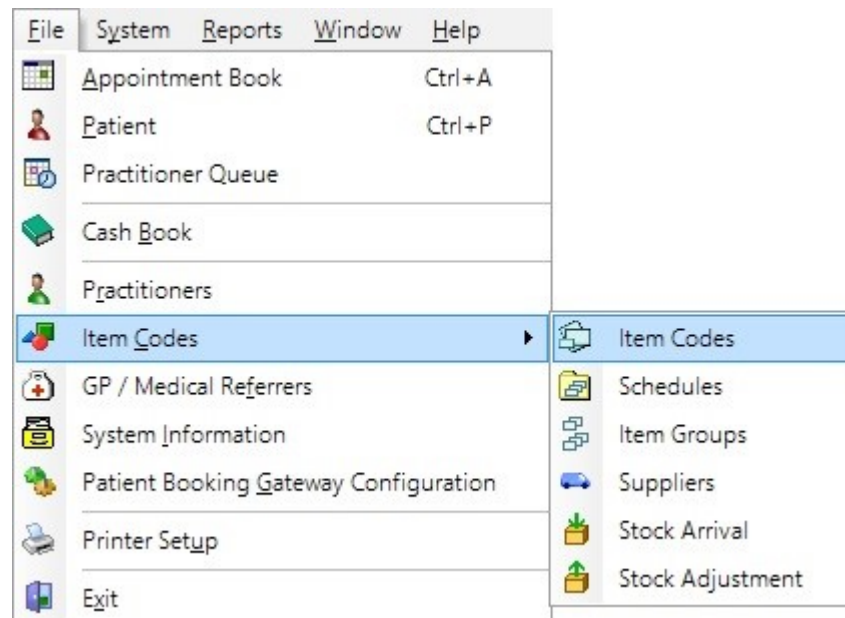 File System Reports Window Help
Appointment Book Ctrl+A
Patient Ctrl+P
Practitioner Queue
Cash Book
Practitioners
Item Codes
GP / Medical Referrers
System Information
Patient Booking Gateway Configuration
Printer Setup
Exit
Item Codes
Schedules
Item Groups
Suppliers
Stock Arrival
Stock Adjustment